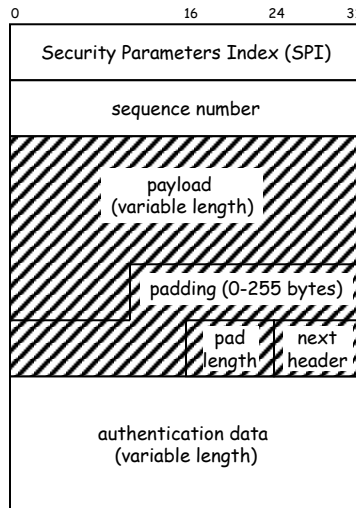 0 16 24 31
Security Parameters Index (SPI)
sequence number
payload
(variable length)
padding (0-255 bytes)
pad
length
next
header
authentication data
(variable length)